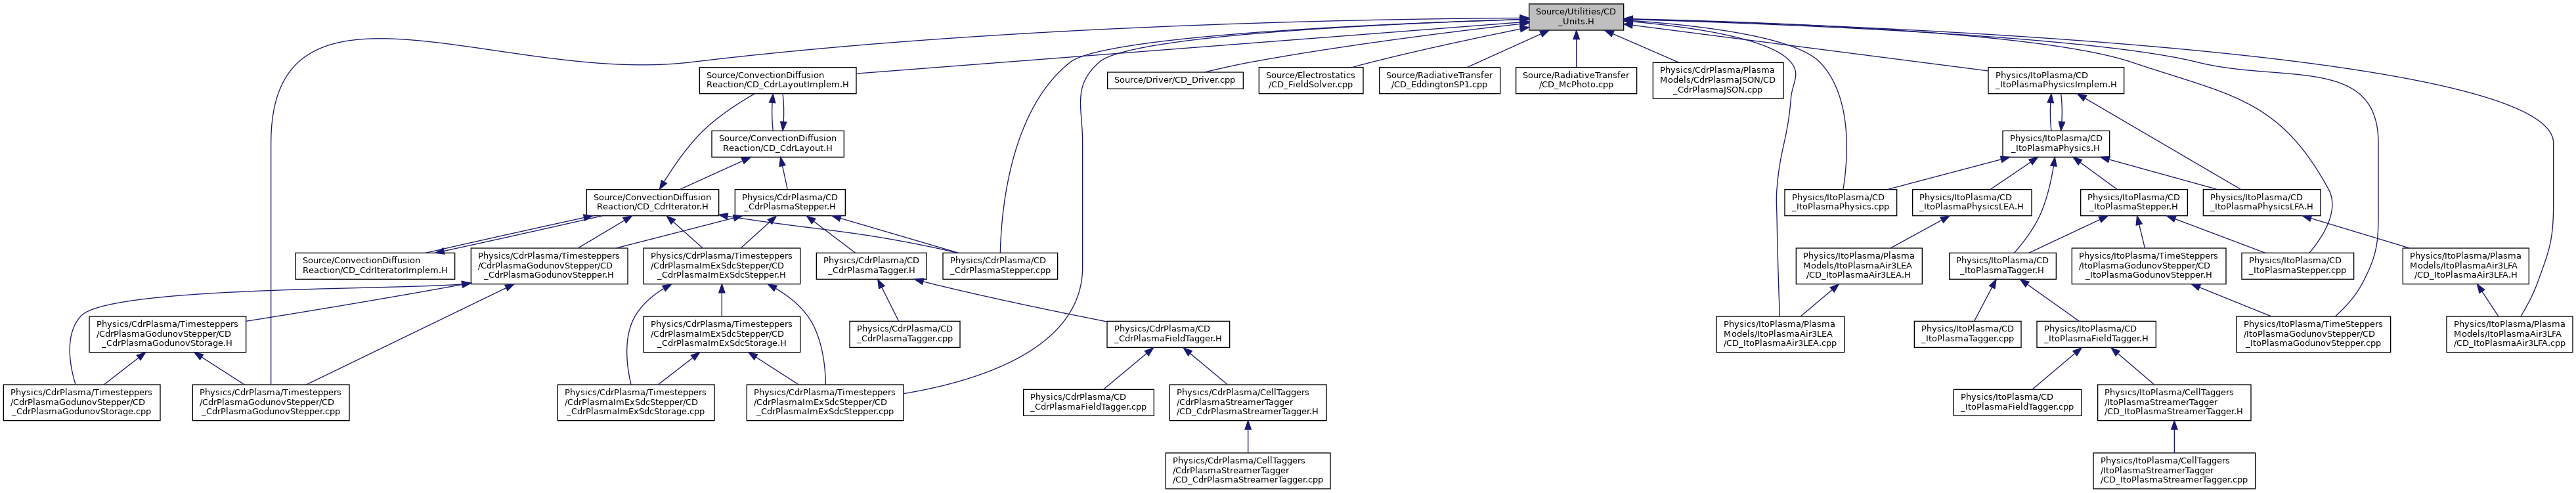 Source/Utilities/CD
_Units.H
Source/ConvectionDiffusion
Reaction/CD_CdrLayoutImplem.H
Source/Driver/CD_Driver.cpp
Source/Electrostatics
/CD_FieldSolver.cpp
Source/RadiativeTransfer
/CD_EddingtonSP1.cpp
Source/RadiativeTransfer
/CD_McPhoto.cpp
Physics/CdrPlasma/Plasma
Models/CdrPlasmaJSON/CD
_CdrPlasmaJSON.cpp
Physics/ItoPlasma/CD
_ItoPlasmaPhysicsImplem.H
Source/ConvectionDiffusion
Reaction/CD_CdrLayout.H
Physics/ItoPlasma/CD
_ItoPlasmaPhysics.H
Source/ConvectionDiffusion
Reaction/CD_CdrIterator.H
Physics/CdrPlasma/CD
_CdrPlasmaStepper.H
Physics/ItoPlasma/CD
_ItoPlasmaPhysics.cpp
Physics/ItoPlasma/CD
_ItoPlasmaPhysicsLEA.H
Physics/ItoPlasma/CD
_ItoPlasmaStepper.H
Physics/ItoPlasma/CD
_ItoPlasmaPhysicsLFA.H
Source/ConvectionDiffusion
Reaction/CD_CdrIteratorImplem.H
Physics/CdrPlasma/Timesteppers
/CdrPlasmaGodunovStepper/CD
_CdrPlasmaGodunovStepper.H
Physics/CdrPlasma/Timesteppers
/CdrPlasmaImExSdcStepper/CD
_CdrPlasmaImExSdcStepper.H
Physics/CdrPlasma/CD
_CdrPlasmaTagger.H
Physics/CdrPlasma/CD
_CdrPlasmaStepper.cpp
Physics/ItoPlasma/Plasma
Models/ItoPlasmaAir3LEA
/CD_ItoPlasmaAir3LEA.H
Physics/ItoPlasma/CD
_ItoPlasmaTagger.H
Physics/ItoPlasma/TimeSteppers
/ItoPlasmaGodunovStepper/CD
_ItoPlasmaGodunovStepper.H
Physics/ItoPlasma/CD
_ItoPlasmaStepper.cpp
Physics/ItoPlasma/Plasma
Models/ItoPlasmaAir3LFA
/CD_ItoPlasmaAir3LFA.H
Physics/CdrPlasma/Timesteppers
/CdrPlasmaGodunovStepper/CD
_CdrPlasmaGodunovStorage.H
Physics/CdrPlasma/Timesteppers
/CdrPlasmaImExSdcStepper/CD
_CdrPlasmaImExSdcStorage.H
Physics/CdrPlasma/CD
_CdrPlasmaTagger.cpp
Physics/CdrPlasma/CD
_CdrPlasmaFieldTagger.H
Physics/ItoPlasma/Plasma
Models/ItoPlasmaAir3LEA
/CD_ItoPlasmaAir3LEA.cpp
Physics/ItoPlasma/CD
_ItoPlasmaTagger.cpp
Physics/ItoPlasma/CD
_ItoPlasmaFieldTagger.H
Physics/ItoPlasma/TimeSteppers
/ItoPlasmaGodunovStepper/CD
_ItoPlasmaGodunovStepper.cpp
Physics/ItoPlasma/Plasma
Models/ItoPlasmaAir3LFA
/CD_ItoPlasmaAir3LFA.cpp
Physics/CdrPlasma/Timesteppers
/CdrPlasmaGodunovStepper/CD
_CdrPlasmaGodunovStorage.cpp
Physics/CdrPlasma/Timesteppers
/CdrPlasmaGodunovStepper/CD
_CdrPlasmaGodunovStepper.cpp
Physics/CdrPlasma/Timesteppers
/CdrPlasmaImExSdcStepper/CD
_CdrPlasmaImExSdcStorage.cpp
Physics/CdrPlasma/Timesteppers
/CdrPlasmaImExSdcStepper/CD
_CdrPlasmaImExSdcStepper.cpp
Physics/CdrPlasma/CD
_CdrPlasmaFieldTagger.cpp
Physics/CdrPlasma/CellTaggers
/CdrPlasmaStreamerTagger
/CD_CdrPlasmaStreamerTagger.H
Physics/ItoPlasma/CD
_ItoPlasmaFieldTagger.cpp
Physics/ItoPlasma/CellTaggers
/ItoPlasmaStreamerTagger
/CD_ItoPlasmaStreamerTagger.H
Physics/CdrPlasma/CellTaggers
/CdrPlasmaStreamerTagger
/CD_CdrPlasmaStreamerTagger.cpp
Physics/ItoPlasma/CellTaggers
/ItoPlasmaStreamerTagger
/CD_ItoPlasmaStreamerTagger.cpp